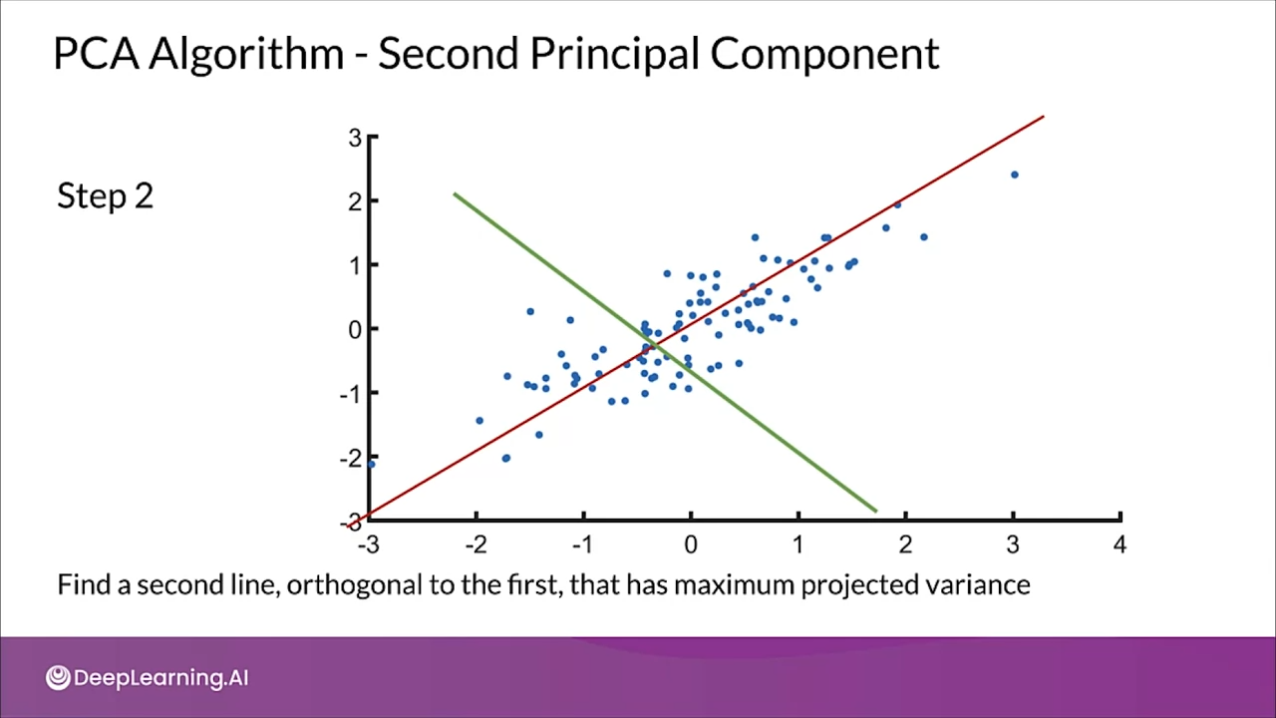 PCA Algorithm - Second Principal Component
Step 2
3
2
1
0
-1
-2
-3
-3 -2 -1 0 1 2 3 4
Find a second line, orthogonal to the first, that has maximum projected variance
DeepLearning.AI